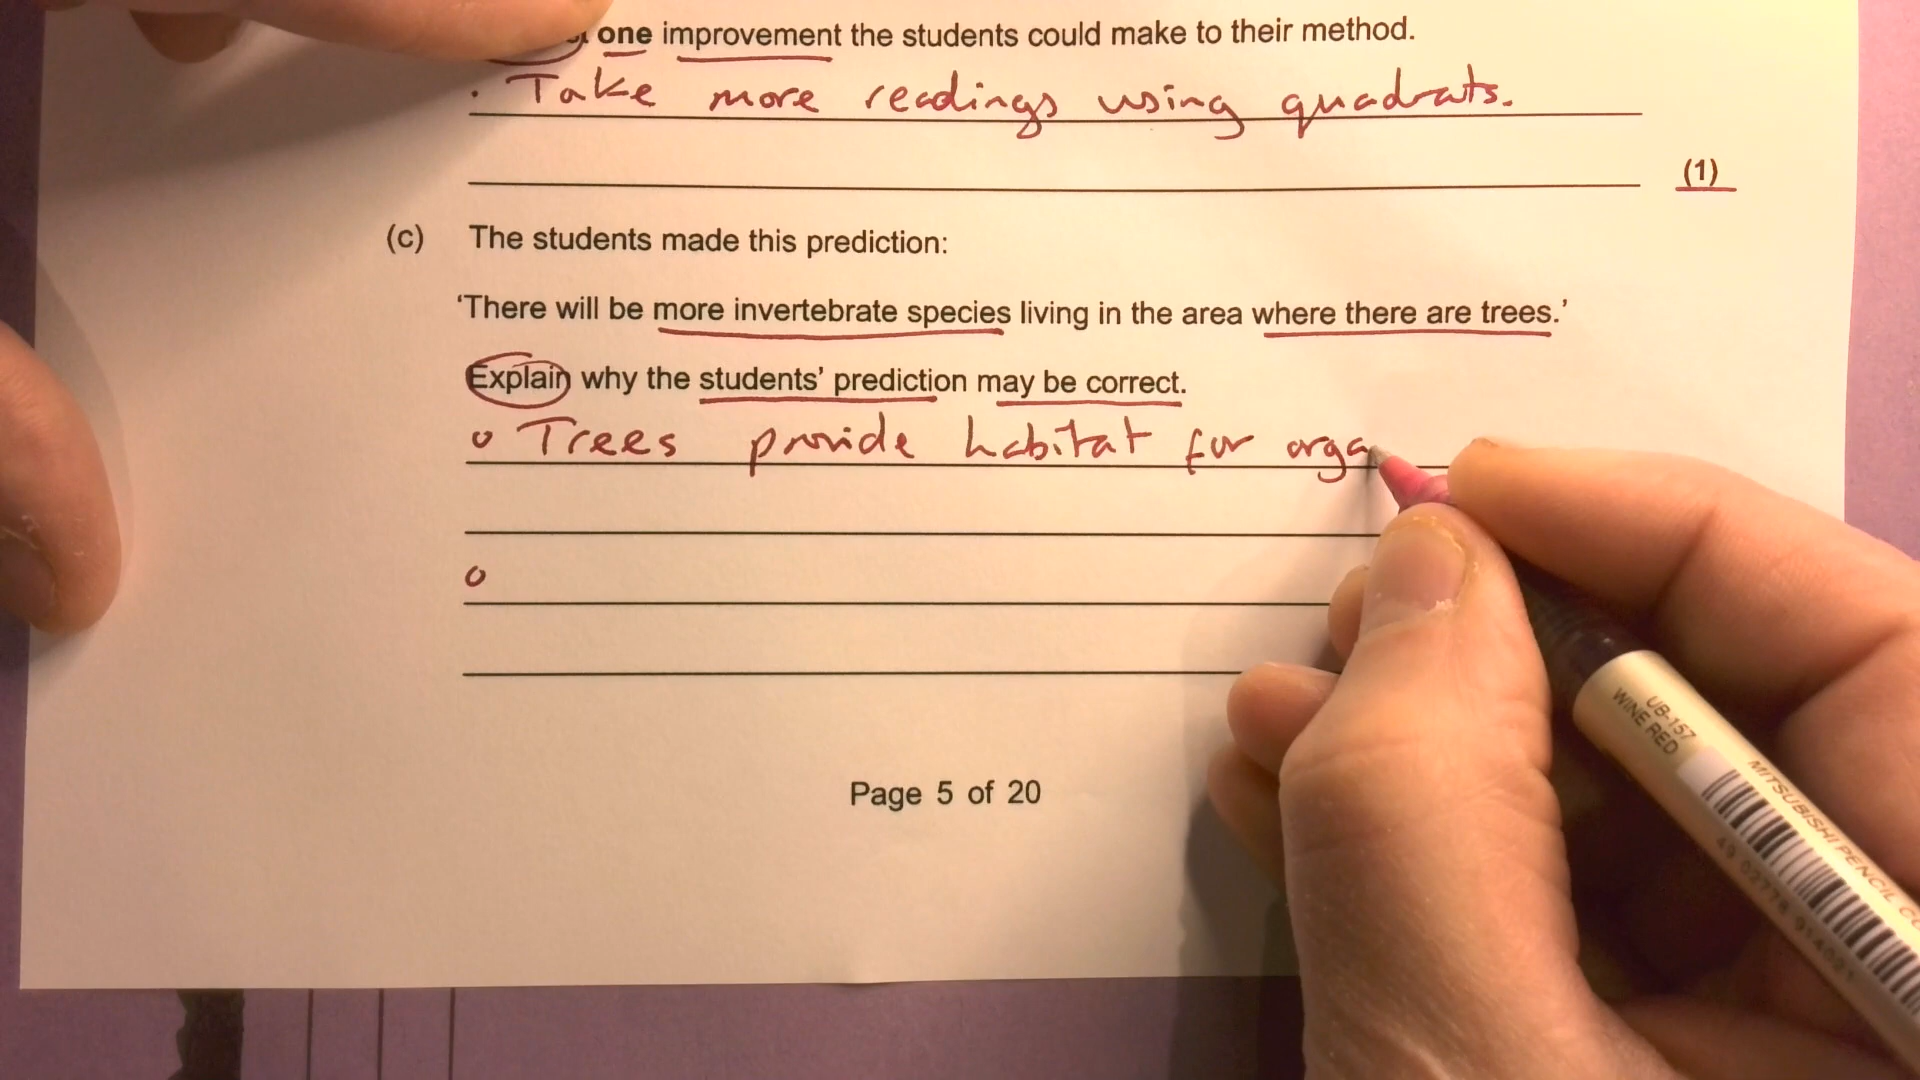 one improvement the students could make to their method.
. Take more readings using quadrats.
(1)
(c) The students made this prediction:
‘There will be more invertebrate species living in the area where there are trees.’
Explain why the students’ prediction may be correct.
o Trees provide habitat for orga
o
Page 5 of 20
UB-157
WINE RED
MITSUBISHI PENCIL CO